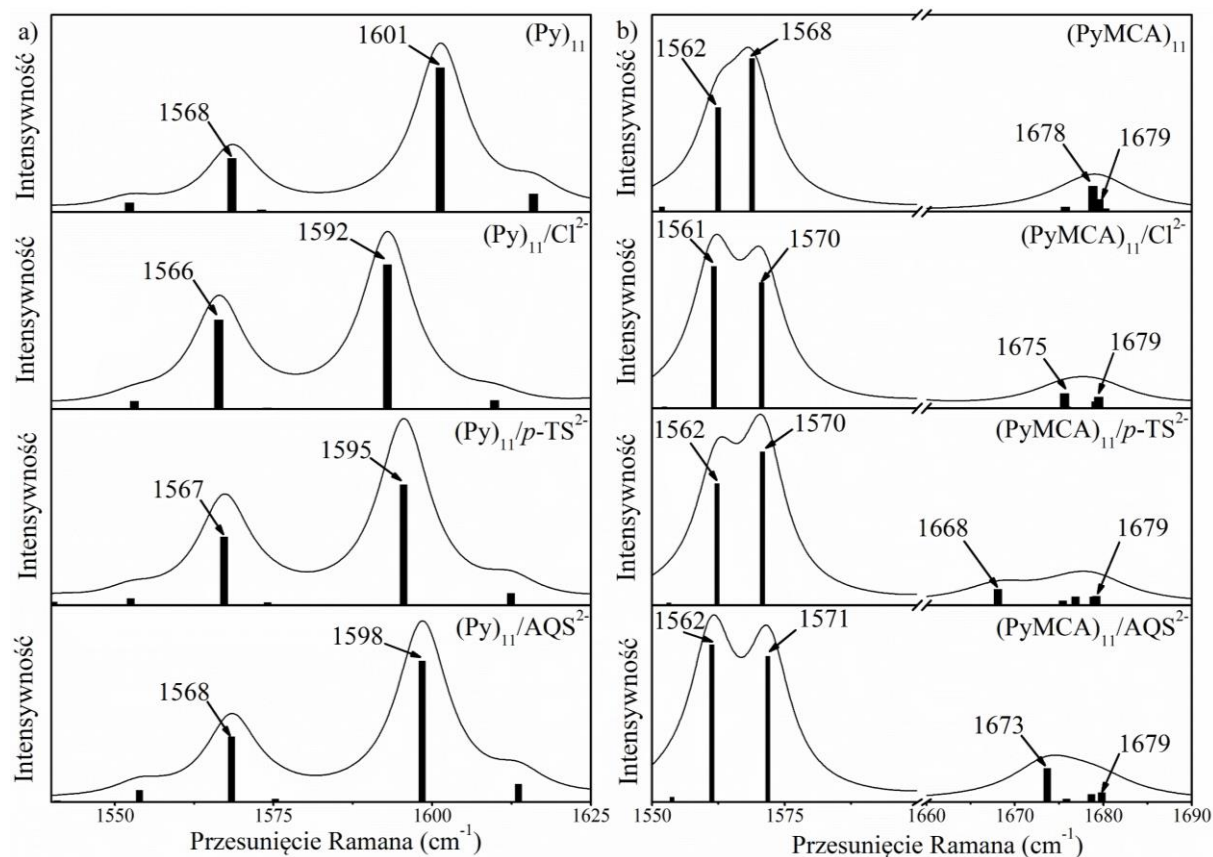 a)
Intensywność
(Py)11
1568
1601
Intensywność
(Py)11/Cl2-
1566
1592
Intensywność
(Py)11/p-TS2-
1567
1595
Intensywność
(Py)11/AQS2-
1568
1598
1550
1575
1600
1625
Przesunięcie Ramana (cm-1)
b)
Intensywność
(PyMCA)11
1562
1568
1678
1679
Intensywność
(PyMCA)11/Cl2-
1561
1570
1675
1679
Intensywność
(PyMCA)11/p-TS2-
1562
1570
1668
1679
Intensywność
(PyMCA)11/AQS2-
1562
1571
1673
1679
1550
1575
1660
1675
1680
1690
Przesunięcie Ramana (cm-1)